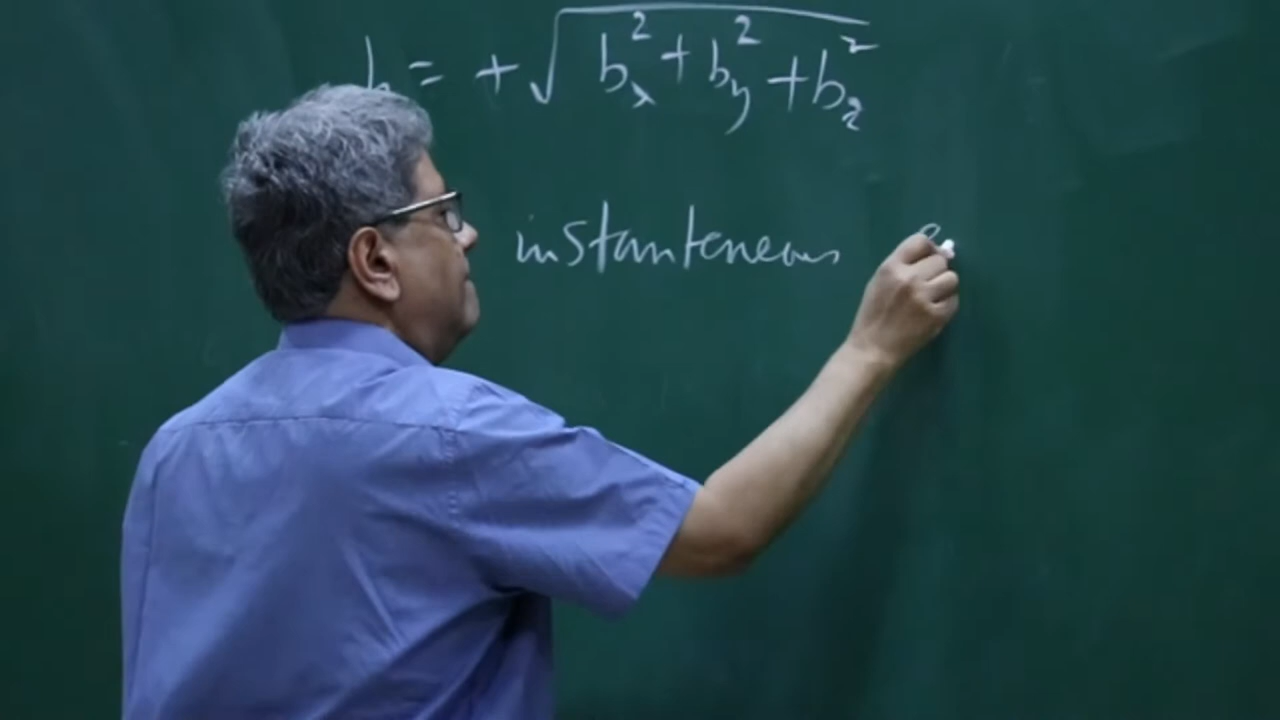 b = + √(b_x² + b_y² + b_z²)
instanteneous